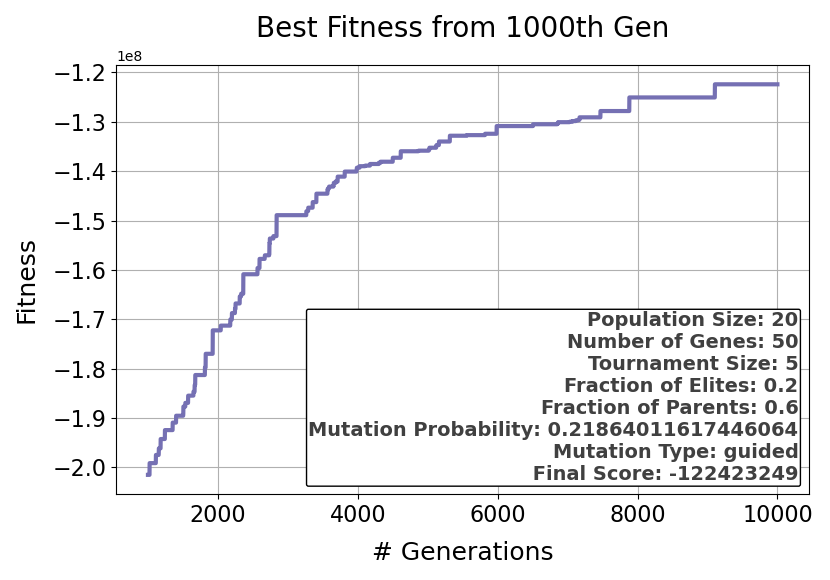 Best Fitness from 1000th Gen
1e8
−1.2
−1.3
−1.4
−1.5
−1.6
−1.7
−1.8
−1.9
−2.0
Fitness
Population Size: 20
Number of Genes: 50
Tournament Size: 5
Fraction of Elites: 0.2
Fraction of Parents: 0.6
Mutation Probability: 0.21864011617446064
Mutation Type: guided
Final Score: -122423249
2000 4000 6000 8000 10000
# Generations